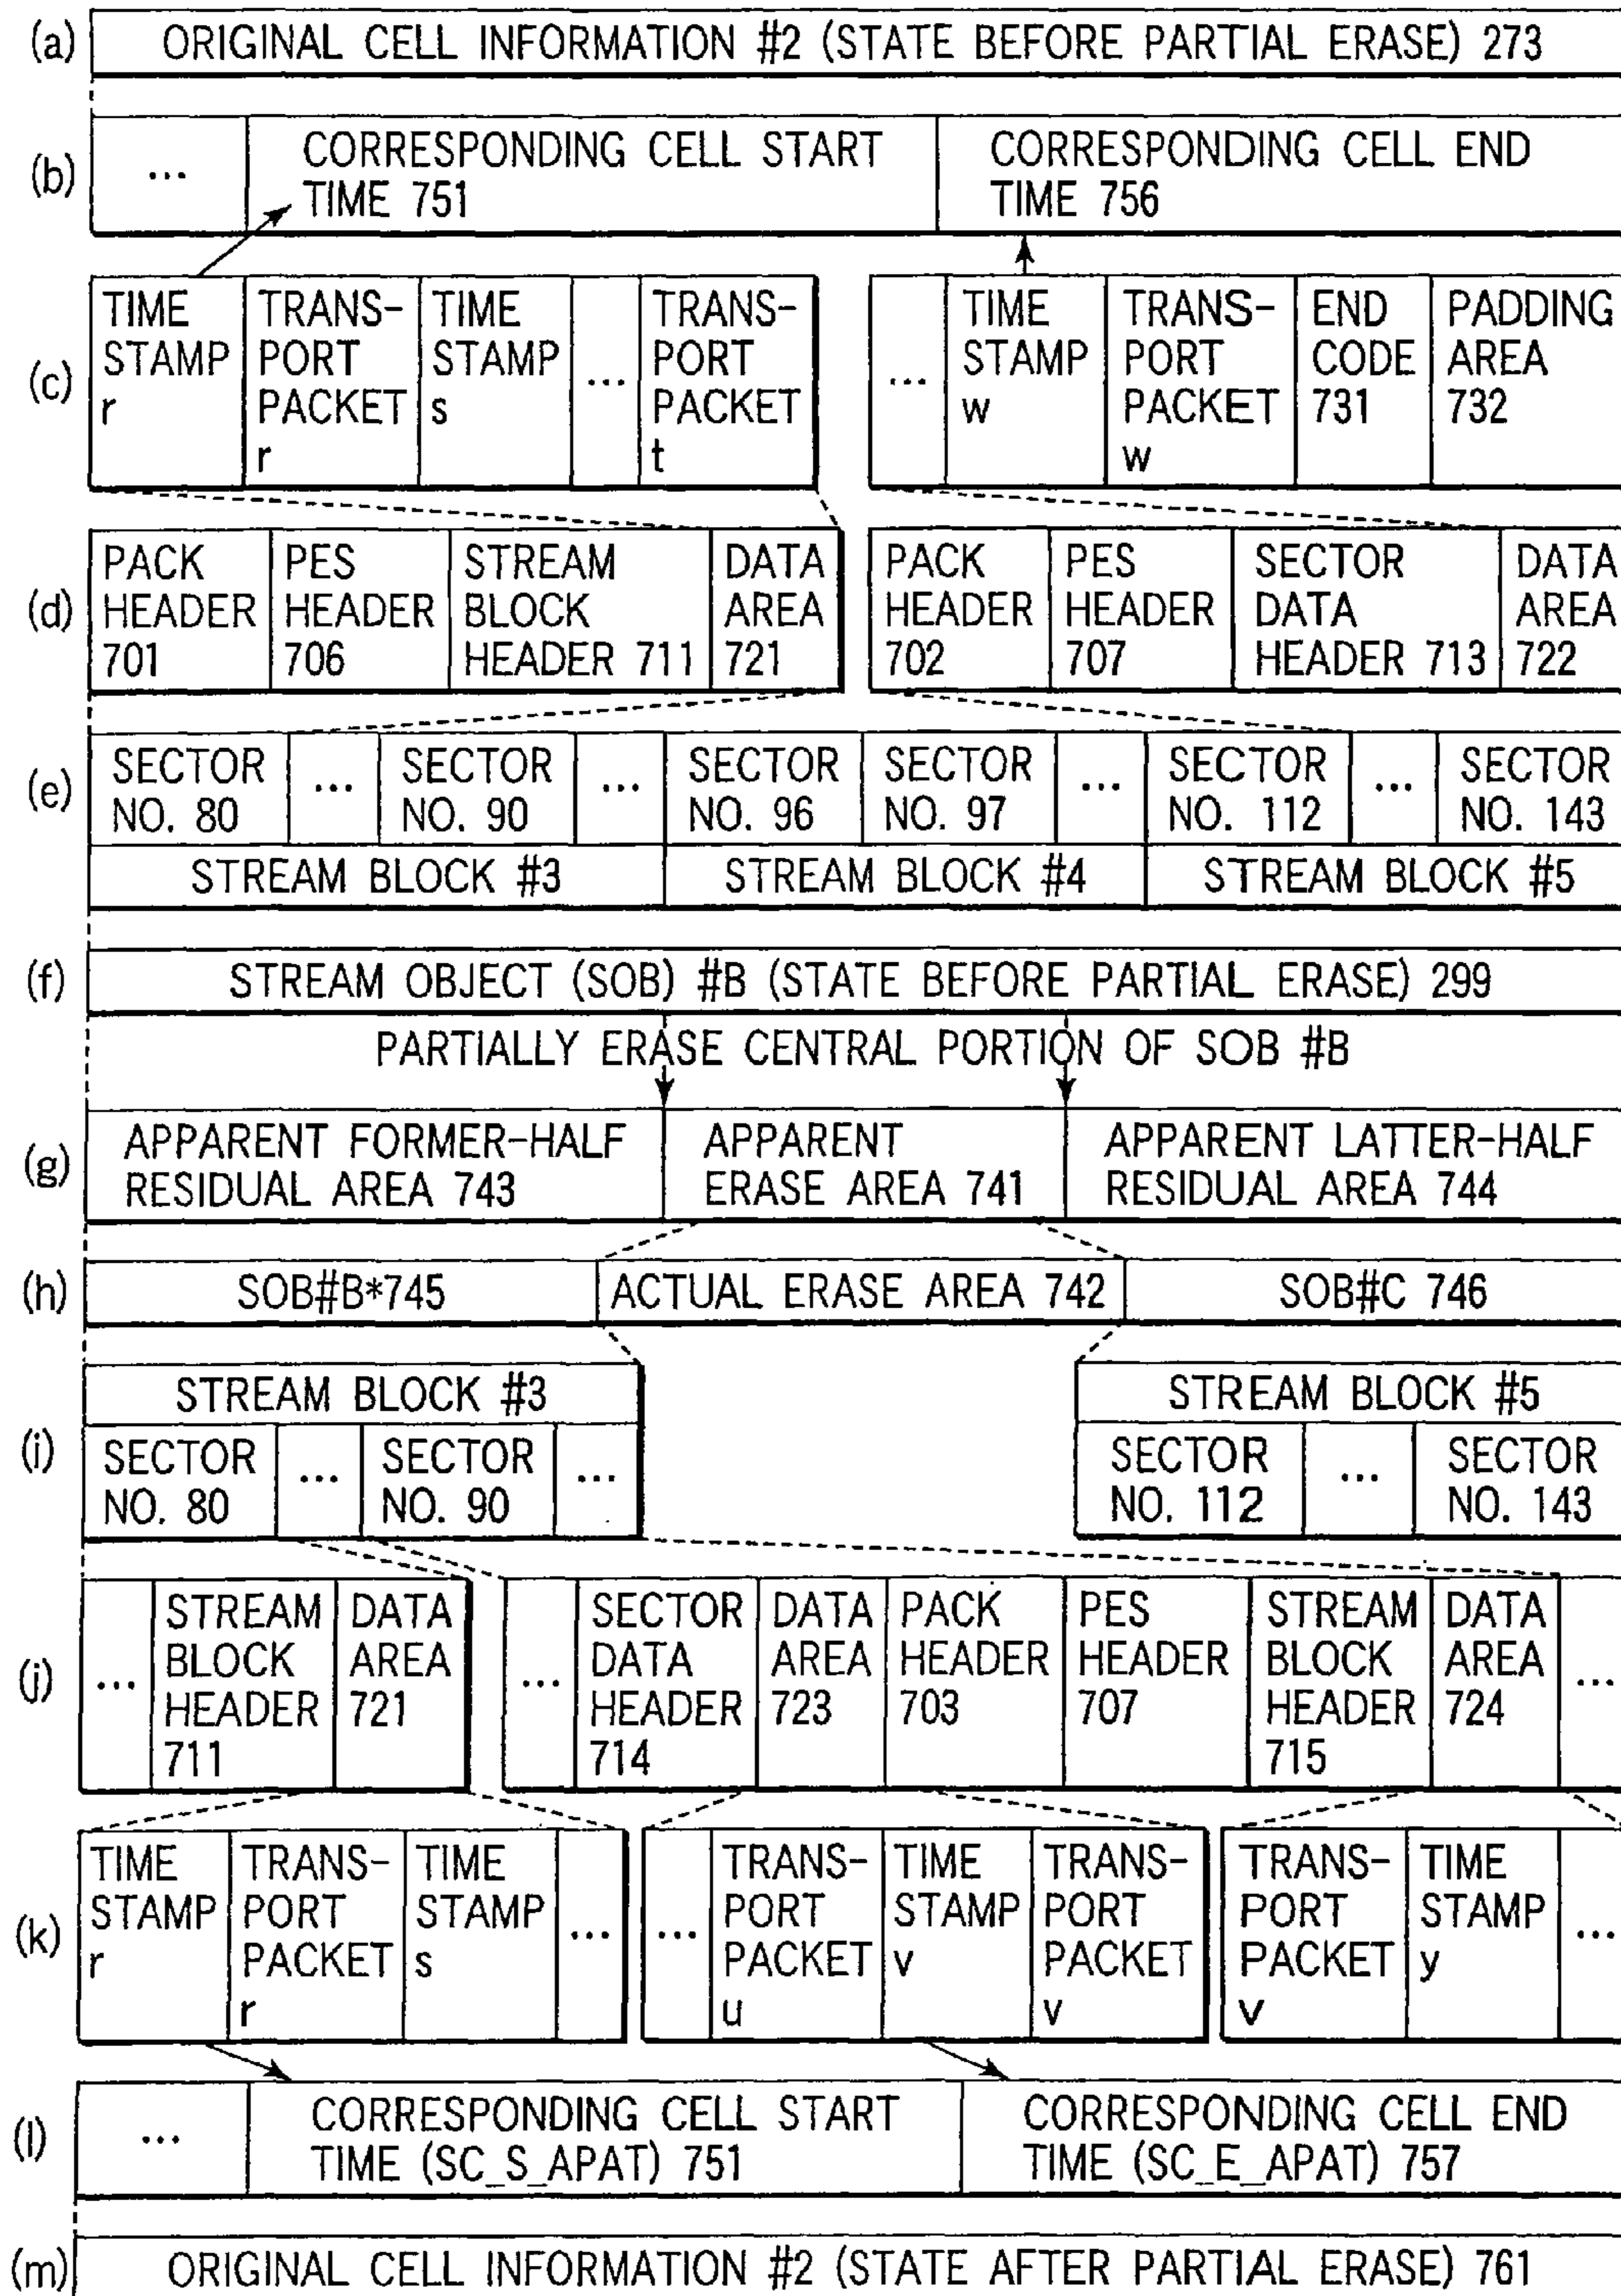 (a) ORIGINAL CELL INFORMATION #2 (STATE BEFORE PARTIAL ERASE) 273
(b) ... CORRESPONDING CELL START TIME 751 CORRESPONDING CELL END TIME 756
(c) TIME STAMP r TRANS-PORT PACKET r TIME STAMP s ... TRANS-PORT PACKET t ... TIME STAMP w TRANS-PORT PACKET w END CODE 731 PADDING AREA 732
(d) PACK HEADER 701 PES HEADER 706 STREAM BLOCK HEADER 711 DATA AREA 721 PACK HEADER 702 PES HEADER 707 SECTOR DATA HEADER 713 DATA AREA 722
(e) SECTOR NO. 80 ... SECTOR NO. 90 ... SECTOR NO. 96 SECTOR NO. 97 ... SECTOR NO. 112 ... SECTOR NO. 143
STREAM BLOCK #3 STREAM BLOCK #4 STREAM BLOCK #5
(f) STREAM OBJECT (SOB) #B (STATE BEFORE PARTIAL ERASE) 299
PARTIALLY ERASE CENTRAL PORTION OF SOB #B
(g) APPARENT FORMER-HALF RESIDUAL AREA 743 APPARENT ERASE AREA 741 APPARENT LATTER-HALF RESIDUAL AREA 744
(h) SOB#B*745 ACTUAL ERASE AREA 742 SOB#C 746
(i) STREAM BLOCK #3 STREAM BLOCK #5
SECTOR NO. 80 ... SECTOR NO. 90 ... SECTOR NO. 112 ... SECTOR NO. 143
(j) ... STREAM BLOCK HEADER 711 DATA AREA 721 ... SECTOR DATA HEADER 714 DATA AREA 723 PACK HEADER 703 PES HEADER 707 STREAM BLOCK HEADER 715 DATA AREA 724 ...
(k) TIME STAMP r TRANS-PORT PACKET r TIME STAMP s ... ... TRANS-PORT PACKET u TIME STAMP v TRANS-PORT PACKET v TRANS-PORT PACKET v TIME STAMP y ...
(l) ... CORRESPONDING CELL START TIME (SC_S_APAT) 751 CORRESPONDING CELL END TIME (SC_E_APAT) 757
(m) ORIGINAL CELL INFORMATION #2 (STATE AFTER PARTIAL ERASE) 761